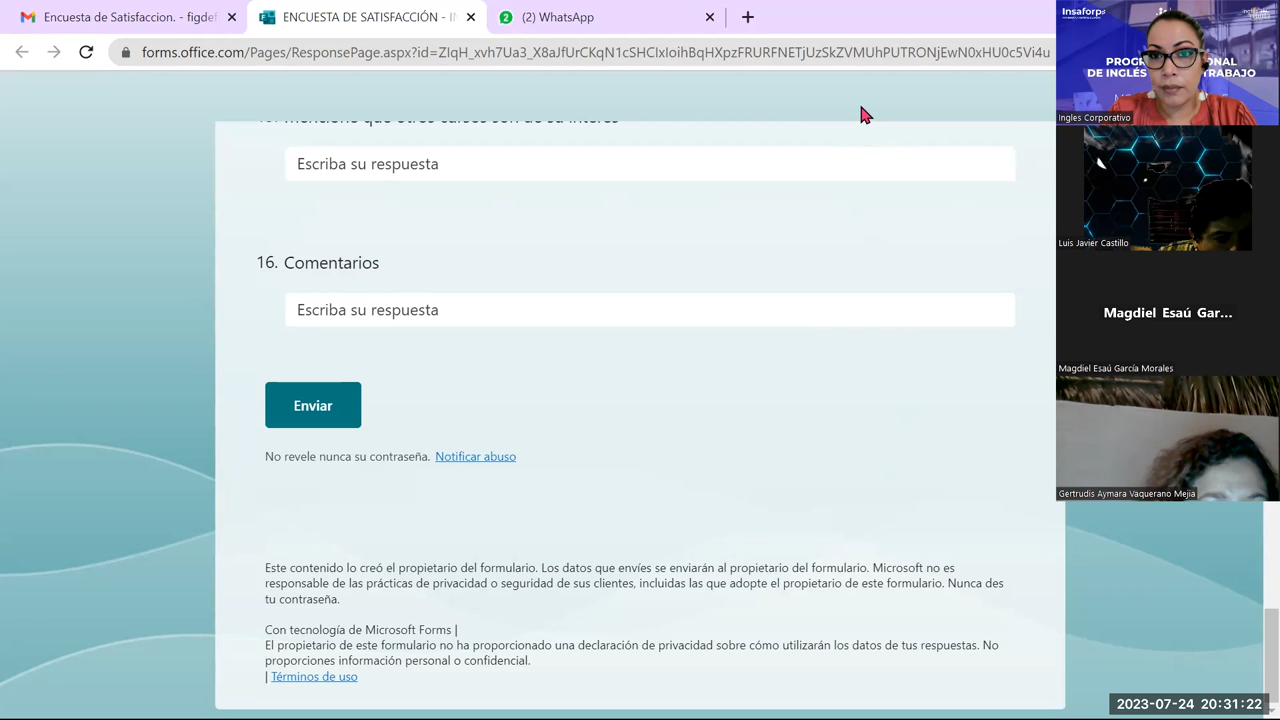 Encuesta de Satisfaccion. - figdef
ENCUESTA DE SATISFACCIÓN - IN
(2) WhatsApp
forms.office.com/Pages/ResponsePage.aspx?id=ZIqH_xvh7Ua3_X8aJfUrCKqN1cSHClxIoihBqHXpzFRURFNETjUzSkZVMUhPUTRONjEwN0xHU0c5Vi4u
Escriba su respuesta
16. Comentarios
Escriba su respuesta
Enviar
No revele nunca su contraseña. Notificar abuso
Este contenido lo creó el propietario del formulario. Los datos que envíes se enviarán al propietario del formulario. Microsoft no es
responsable de las prácticas de privacidad o seguridad de sus clientes, incluidas las que adopte el propietario de este formulario. Nunca des
tu contraseña.
Con tecnología de Microsoft Forms |
El propietario de este formulario no ha proporcionado una declaración de privacidad sobre cómo utilizarán los datos de tus respuestas. No
proporciones información personal o confidencial.
| Términos de uso
Insaforp
DE INGLÉS TRABAJO
Ingles Corporativo
Luis Javier Castillo
Magdiel Esaú Gar...
Magdiel Esaú García Morales
Gertrudis Aymara Vaquerano Mejia
2023-07-24 20:31:22